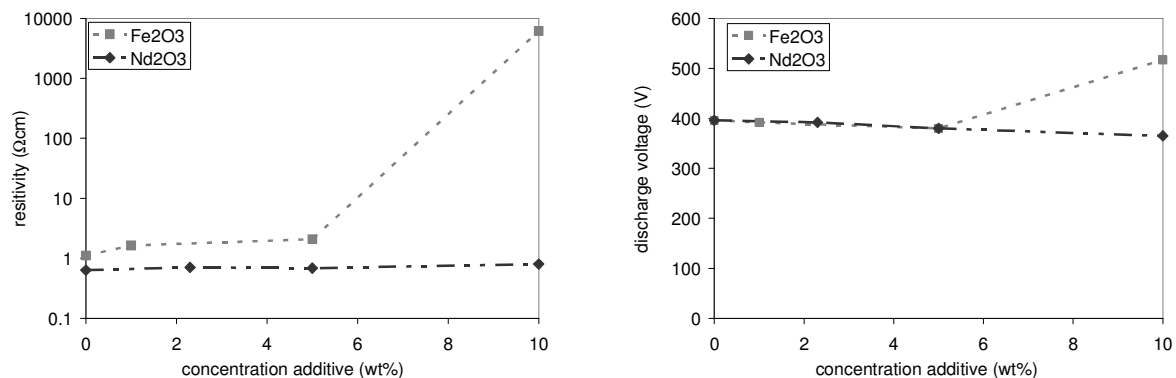 10000
1000
100
10
1
0.1
resitivity (Ωcm)
Fe2O3
Nd2O3
0 2 4 6 8 10
concentration additive (wt%)
600
500
400
300
200
100
0
discharge voltage (V)
Fe2O3
Nd2O3
0 2 4 6 8 10
concentration additive (wt%)